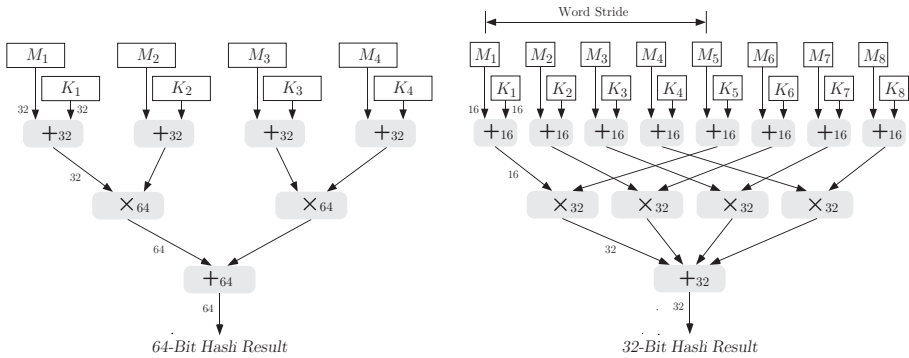 Word Stride
M1 M2 M3 M4 M1 M2 M3 M4 M5 M6 M7 M8
K1 K2 K3 K4 K1 K2 K3 K4 K5 K6 K7 K8
32 32 16 16
+32 +32 +32 +32 +16 +16 +16 +16 +16 +16 +16 +16
32 16
×64 ×64 ×32 ×32 ×32 ×32
64 32
+64 +32
64 32
64-Bit Hash Result 32-Bit Hash Result